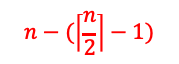 n − (⌈n/2⌉ − 1)